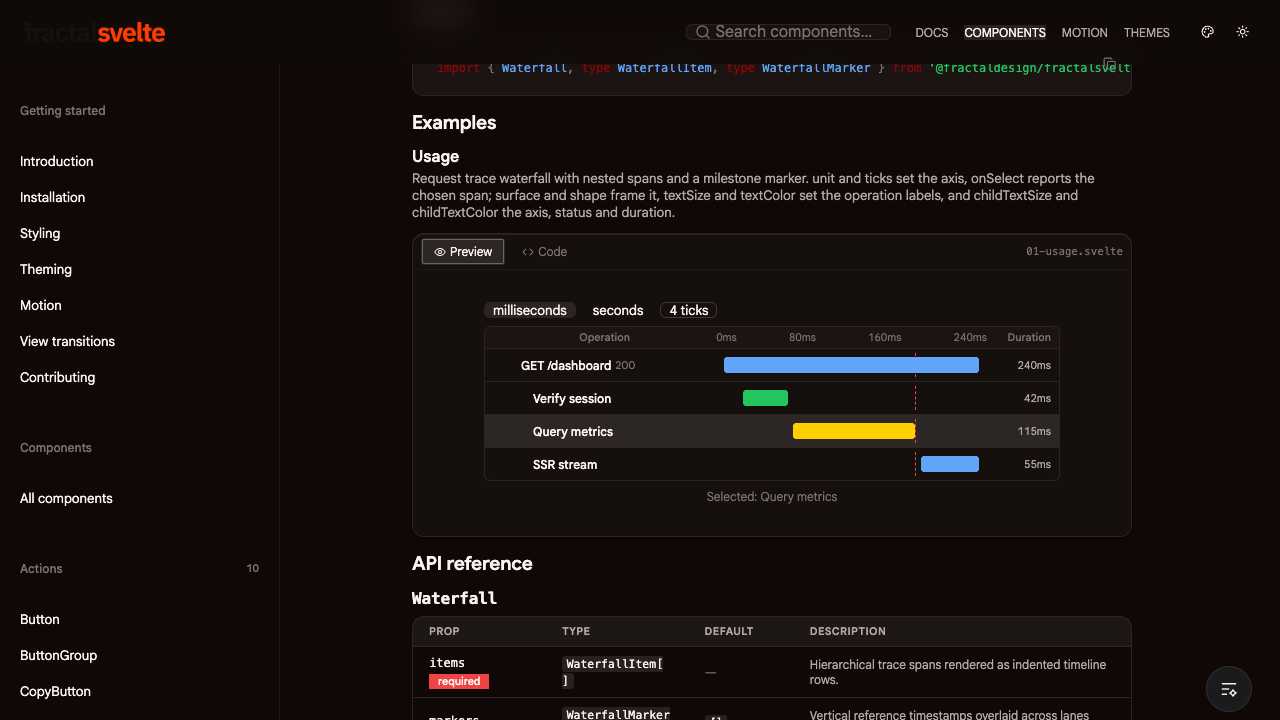 fractalsvelte
Search components...
DOCS
COMPONENTS
MOTION
THEMES
import { Waterfall, type WaterfallItem, type WaterfallMarker } from '@fractaldesign/fractalsvelt
Getting started
Introduction
Installation
Styling
Theming
Motion
View transitions
Contributing
Components
All components
Actions 10
Button
ButtonGroup
CopyButton
Examples
Usage
Request trace waterfall with nested spans and a milestone marker. unit and ticks set the axis, onSelect reports the
chosen span; surface and shape frame it, textSize and textColor set the operation labels, and childTextSize and
childTextColor the axis, status and duration.
Preview
Code
01-usage.svelte
milliseconds seconds 4 ticks
Operation 0ms 80ms 160ms 240ms Duration
GET /dashboard 200 240ms
Verify session 42ms
Query metrics 115ms
SSR stream 55ms
Selected: Query metrics
API reference
Waterfall
PROP TYPE DEFAULT DESCRIPTION
items WaterfallItem[ — Hierarchical trace spans rendered as indented timeline
required ] rows.
markers WaterfallMarker [] Vertical reference timestamps overlaid across lanes